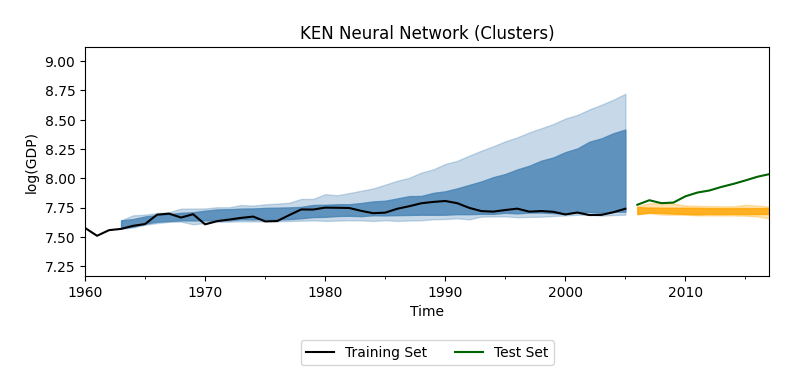 KEN Neural Network (Clusters)
9.00
8.75
8.50
8.25
8.00
7.75
7.50
7.25
log(GDP)
1960 1970 1980 1990 2000 2010
Time
Training Set Test Set